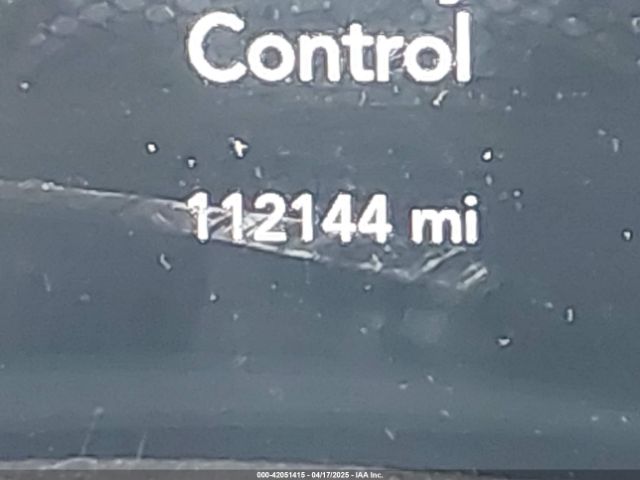 Control
112144 mi
000-42051415 - 04/17/2025 - IAA Inc.